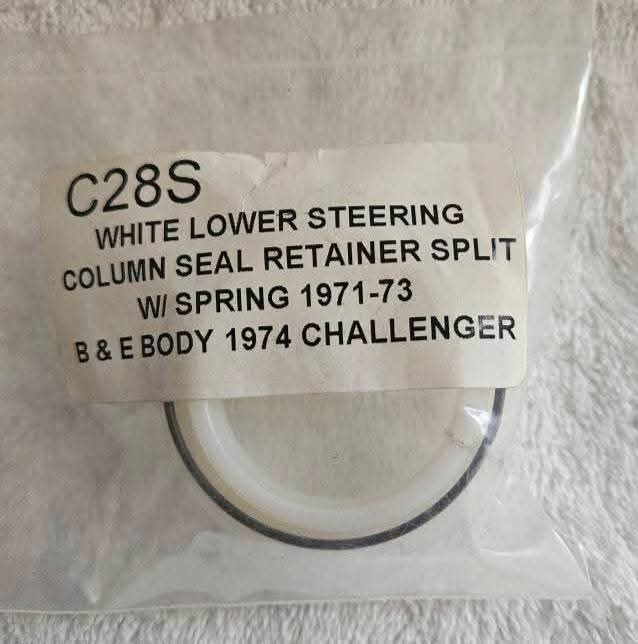 C28S
WHITE LOWER STEERING
COLUMN SEAL RETAINER SPLIT
W/ SPRING 1971-73
B & E BODY 1974 CHALLENGER